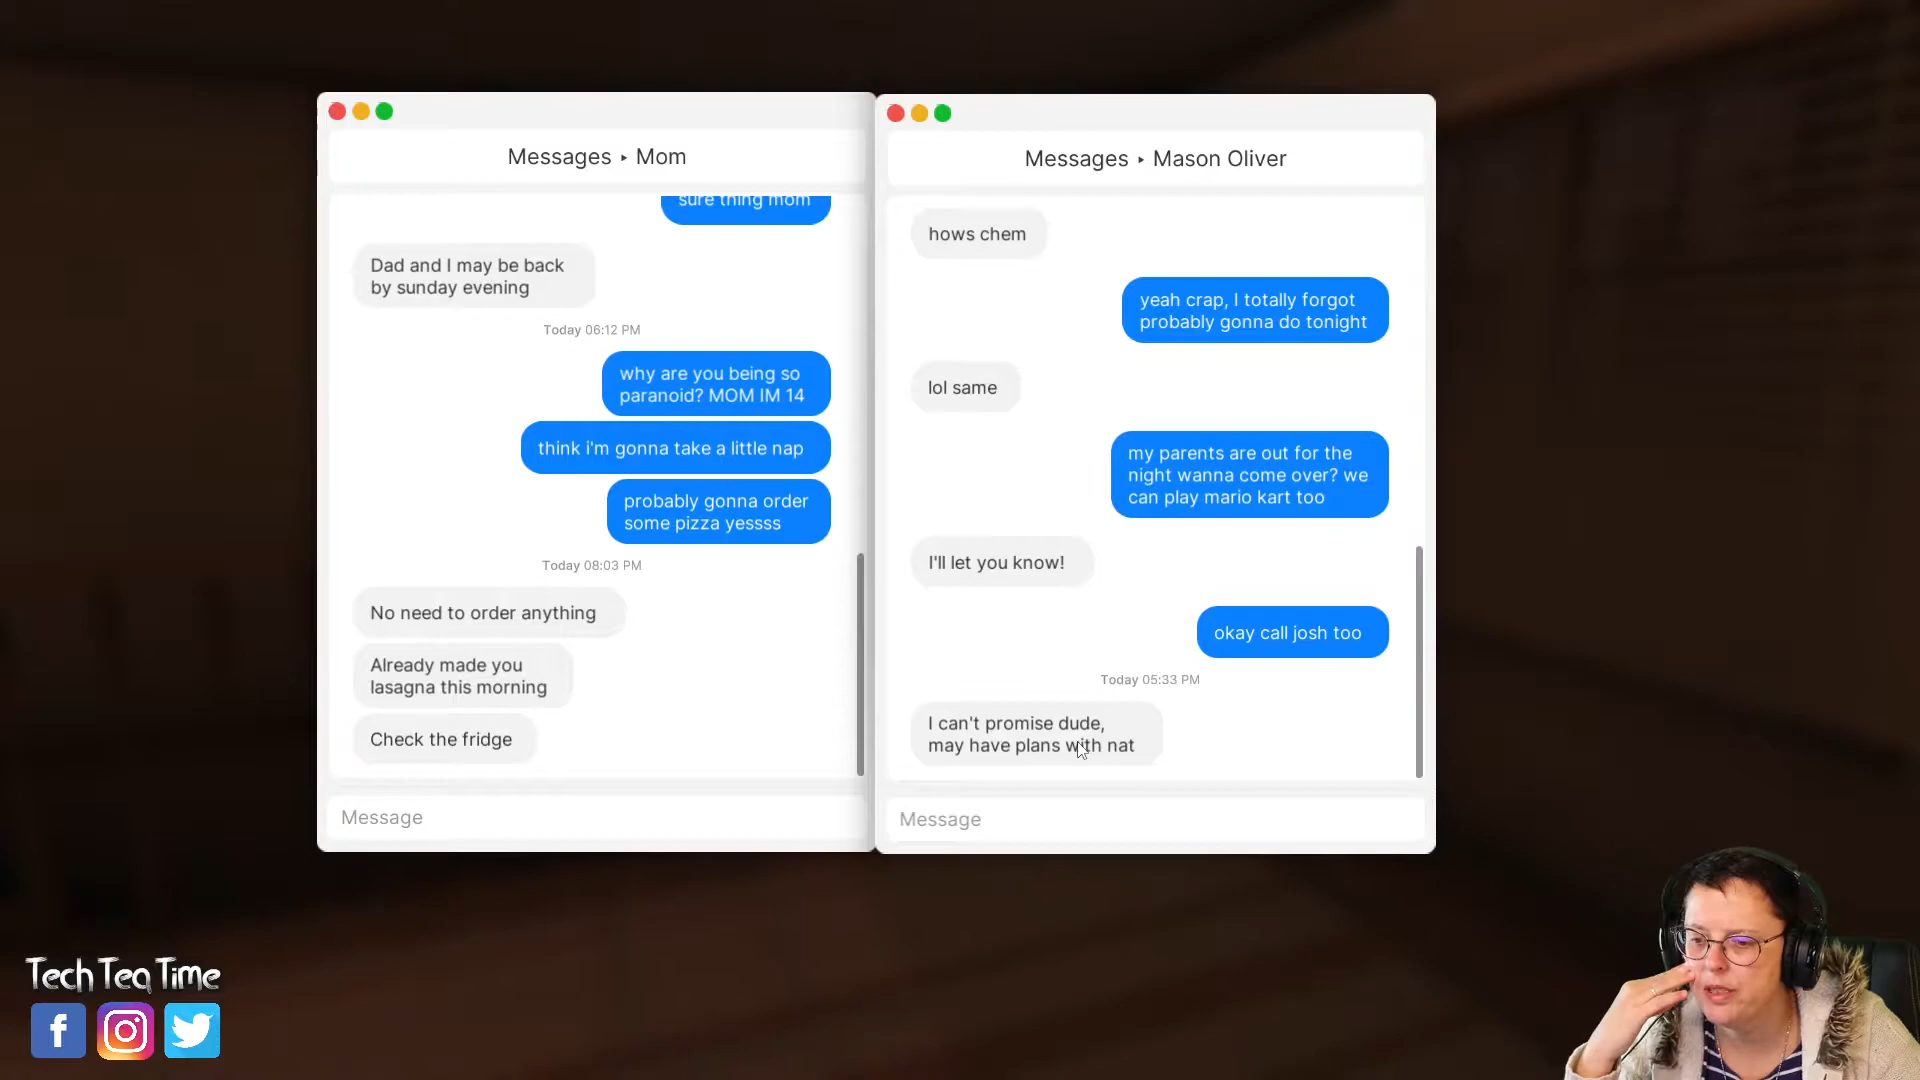 Messages ‣ Mom
sure thing mom
Dad and I may be back
by sunday evening
Today 06:12 PM
why are you being so
paranoid? MOM IM 14
think i'm gonna take a little nap
probably gonna order
some pizza yessss
Today 08:03 PM
No need to order anything
Already made you
lasagna this morning
Check the fridge
Message
Messages ‣ Mason Oliver
hows chem
yeah crap, I totally forgot
probably gonna do tonight
lol same
my parents are out for the
night wanna come over? we
can play mario kart too
I'll let you know!
okay call josh too
Today 05:33 PM
I can't promise dude,
may have plans with nat
Message
Tech Tea Time